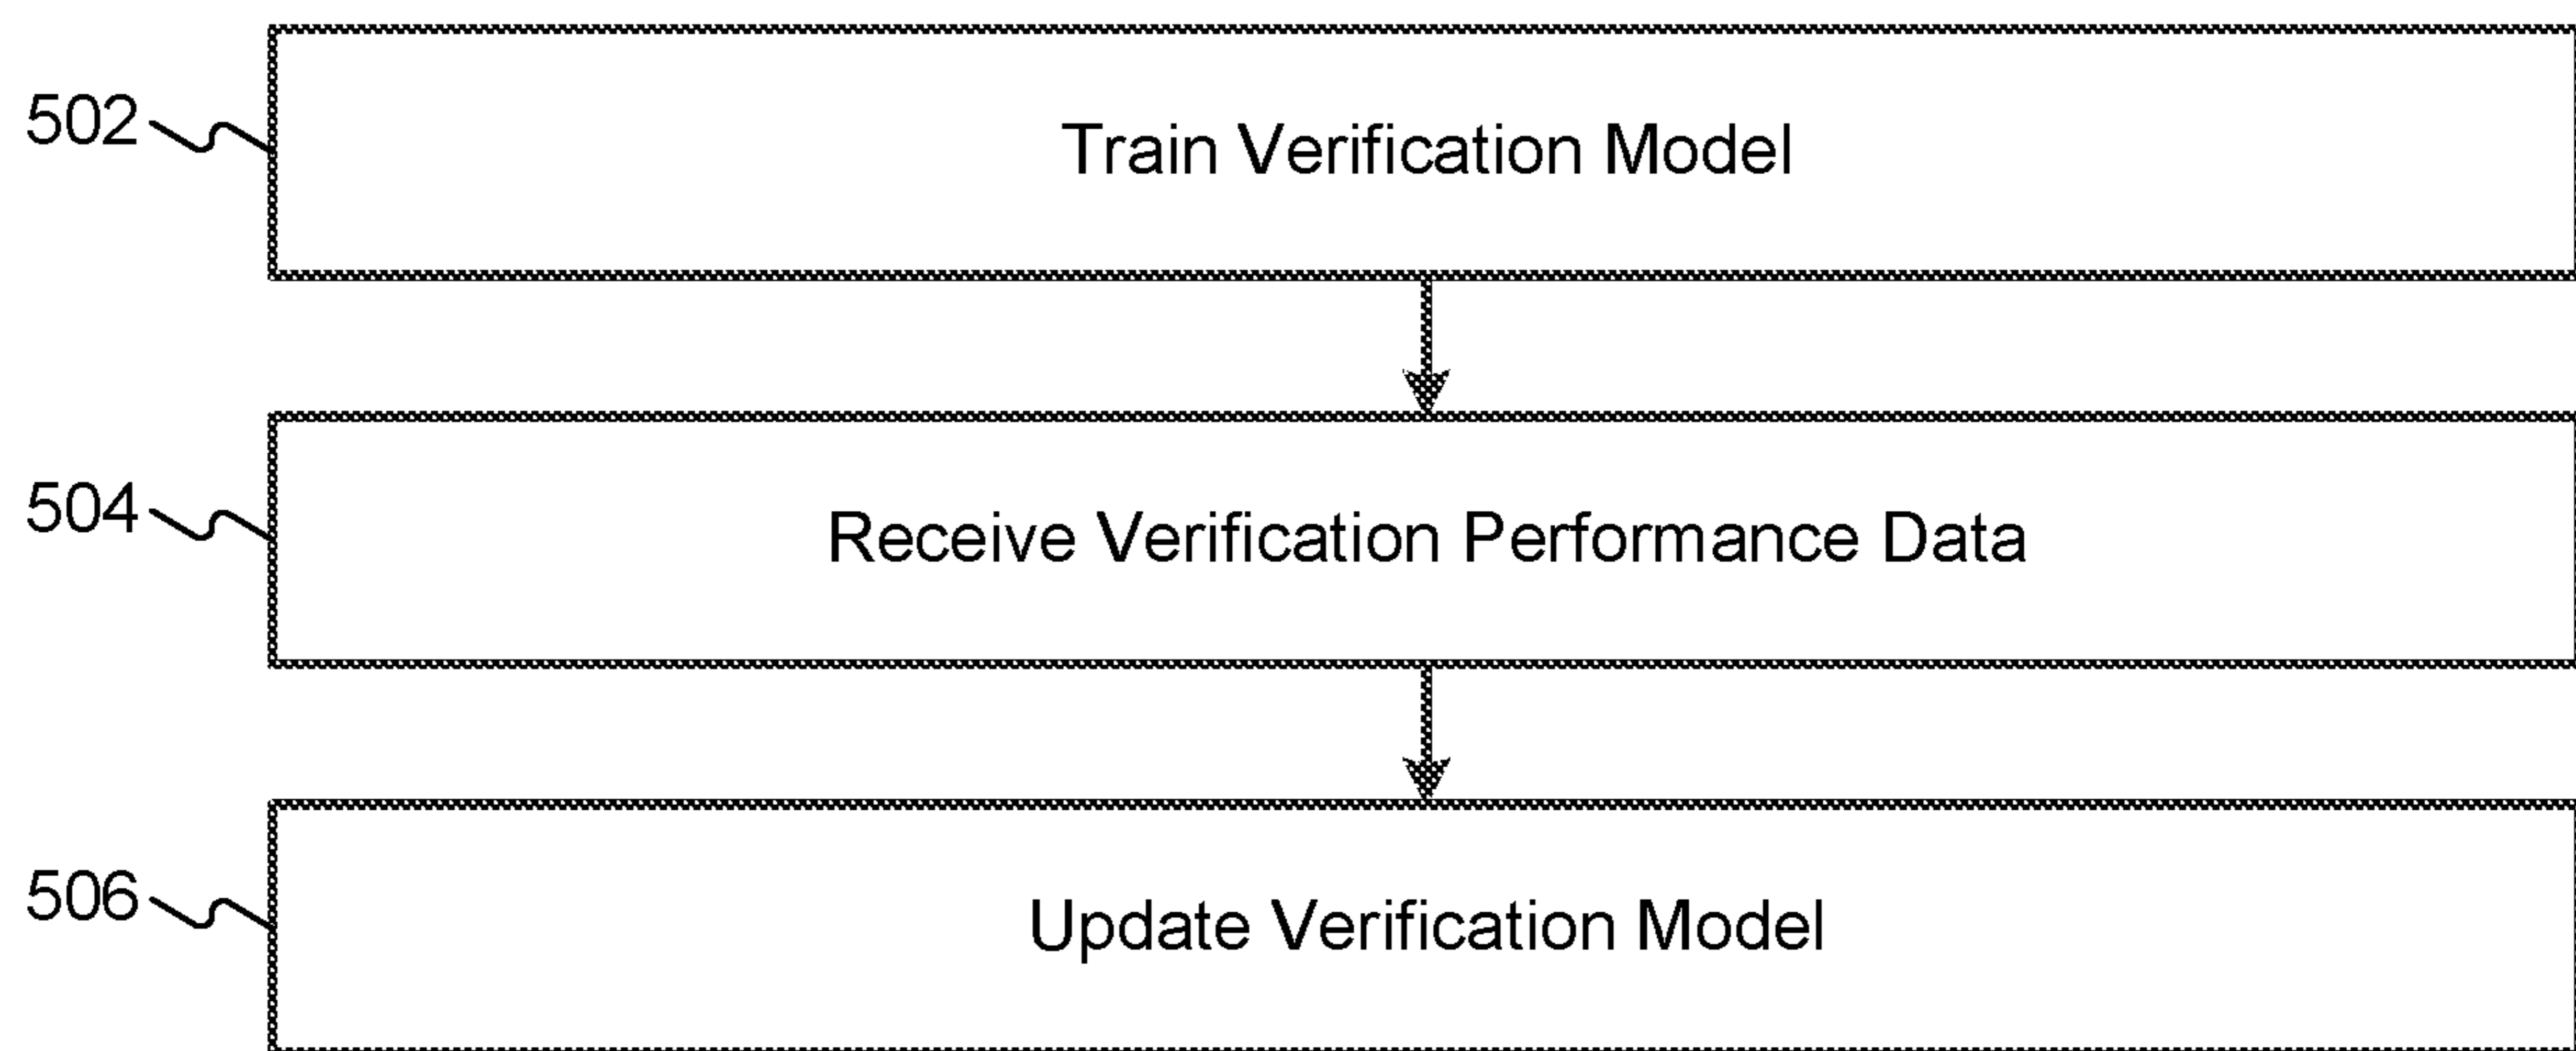 502
Train Verification Model
504
Receive Verification Performance Data
506
Update Verification Model